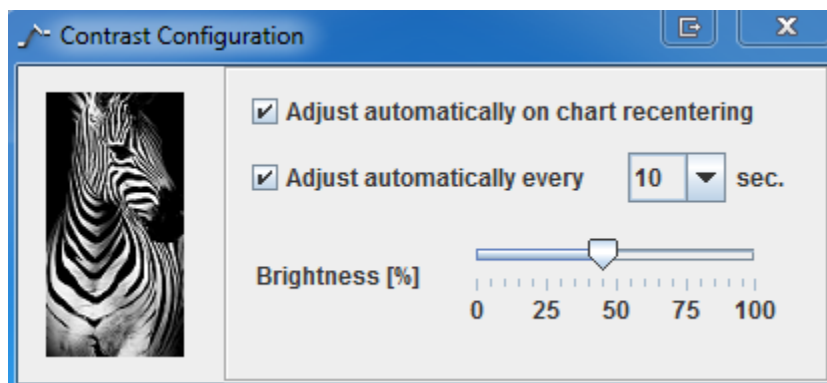 Contrast Configuration
Adjust automatically on chart recentering
Adjust automatically every 10 sec.
Brightness [%]
0 25 50 75 100